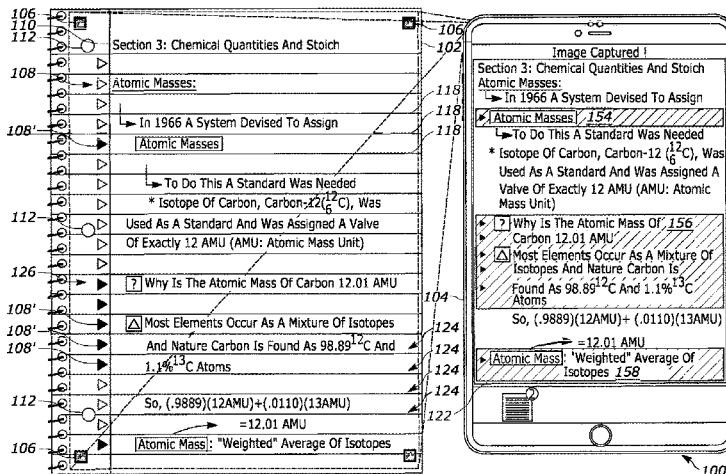 106
110
112
Section 3: Chemical Quantities And Stoich
106
102
108
Atomic Masses:
118
In 1966 A System Devised To Assign
118
108'
Atomic Masses
118
To Do This A Standard Was Needed
* Isotope Of Carbon, Carbon-12(12 6 C), Was
112
Used As A Standard And Was Assigned A Valve
Of Exactly 12 AMU (AMU: Atomic Mass Unit)
126
? Why Is The Atomic Mass Of Carbon 12.01 AMU
108'
Most Elements Occur As A Mixture Of Isotopes
124
108'
And Nature Carbon Is Found As 98.89 12C And
124
108'
1.1% 13C Atoms
124
124
112
So, (.9889)(12AMU)+(.0110)(13AMU)
=12.01 AMU
106
Atomic Mass: "Weighted" Average Of Isotopes
Image Captured !
Section 3: Chemical Quantities And Stoich
Atomic Masses:
In 1966 A System Devised To Assign
Atomic Masses 154
To Do This A Standard Was Needed
* Isotope Of Carbon, Carbon-12 (12 6 C), Was
Used As A Standard And Was Assigned A
Valve Of Exactly 12 AMU (AMU: Atomic
Mass Unit)
? Why Is The Atomic Mass Of 156
Carbon 12.01 AMU
Most Elements Occur As A Mixture Of
Isotopes And Nature Carbon Is
104
Found As 98.89 12C And 1.1% 13C
Atoms
So, (.9889)(12AMU)+ (.0110)(13AMU)
=12.01 AMU
Atomic Mass: "Weighted" Average Of
Isotopes 158
122
100